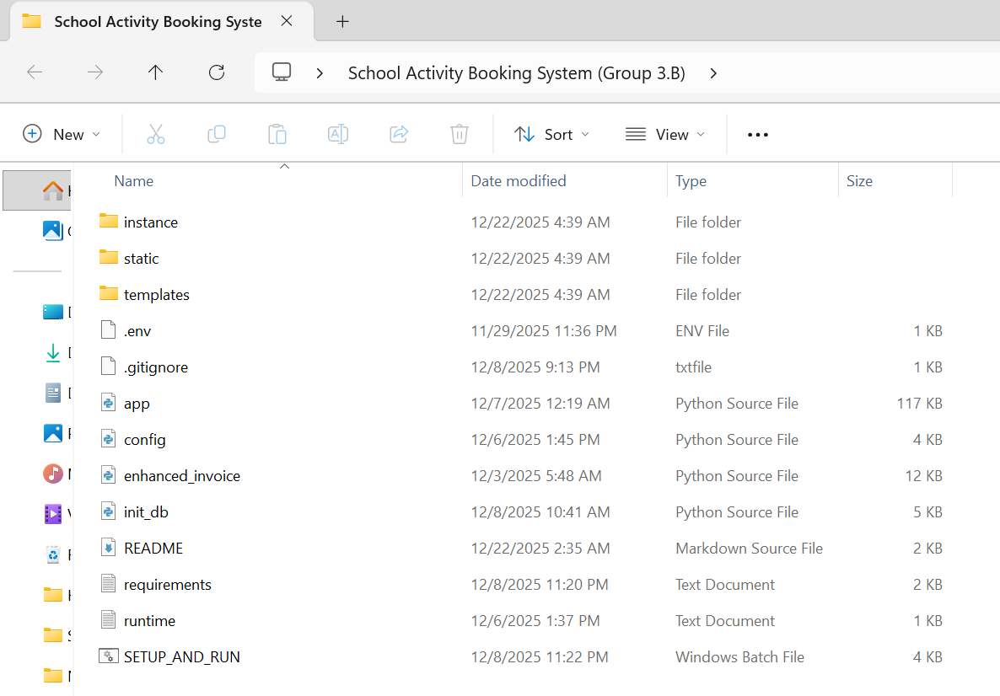 School Activity Booking Syste
School Activity Booking System (Group 3.B)
New Sort View
Name Date modified Type Size
instance 12/22/2025 4:39 AM File folder
static 12/22/2025 4:39 AM File folder
templates 12/22/2025 4:39 AM File folder
.env 11/29/2025 11:36 PM ENV File 1 KB
.gitignore 12/8/2025 9:13 PM txtfile 1 KB
app 12/7/2025 12:19 AM Python Source File 117 KB
config 12/6/2025 1:45 PM Python Source File 4 KB
enhanced_invoice 12/3/2025 5:48 AM Python Source File 12 KB
init_db 12/8/2025 10:41 AM Python Source File 5 KB
README 12/22/2025 2:35 AM Markdown Source File 2 KB
requirements 12/8/2025 11:20 PM Text Document 2 KB
runtime 12/6/2025 1:37 PM Text Document 1 KB
SETUP_AND_RUN 12/8/2025 11:22 PM Windows Batch File 4 KB